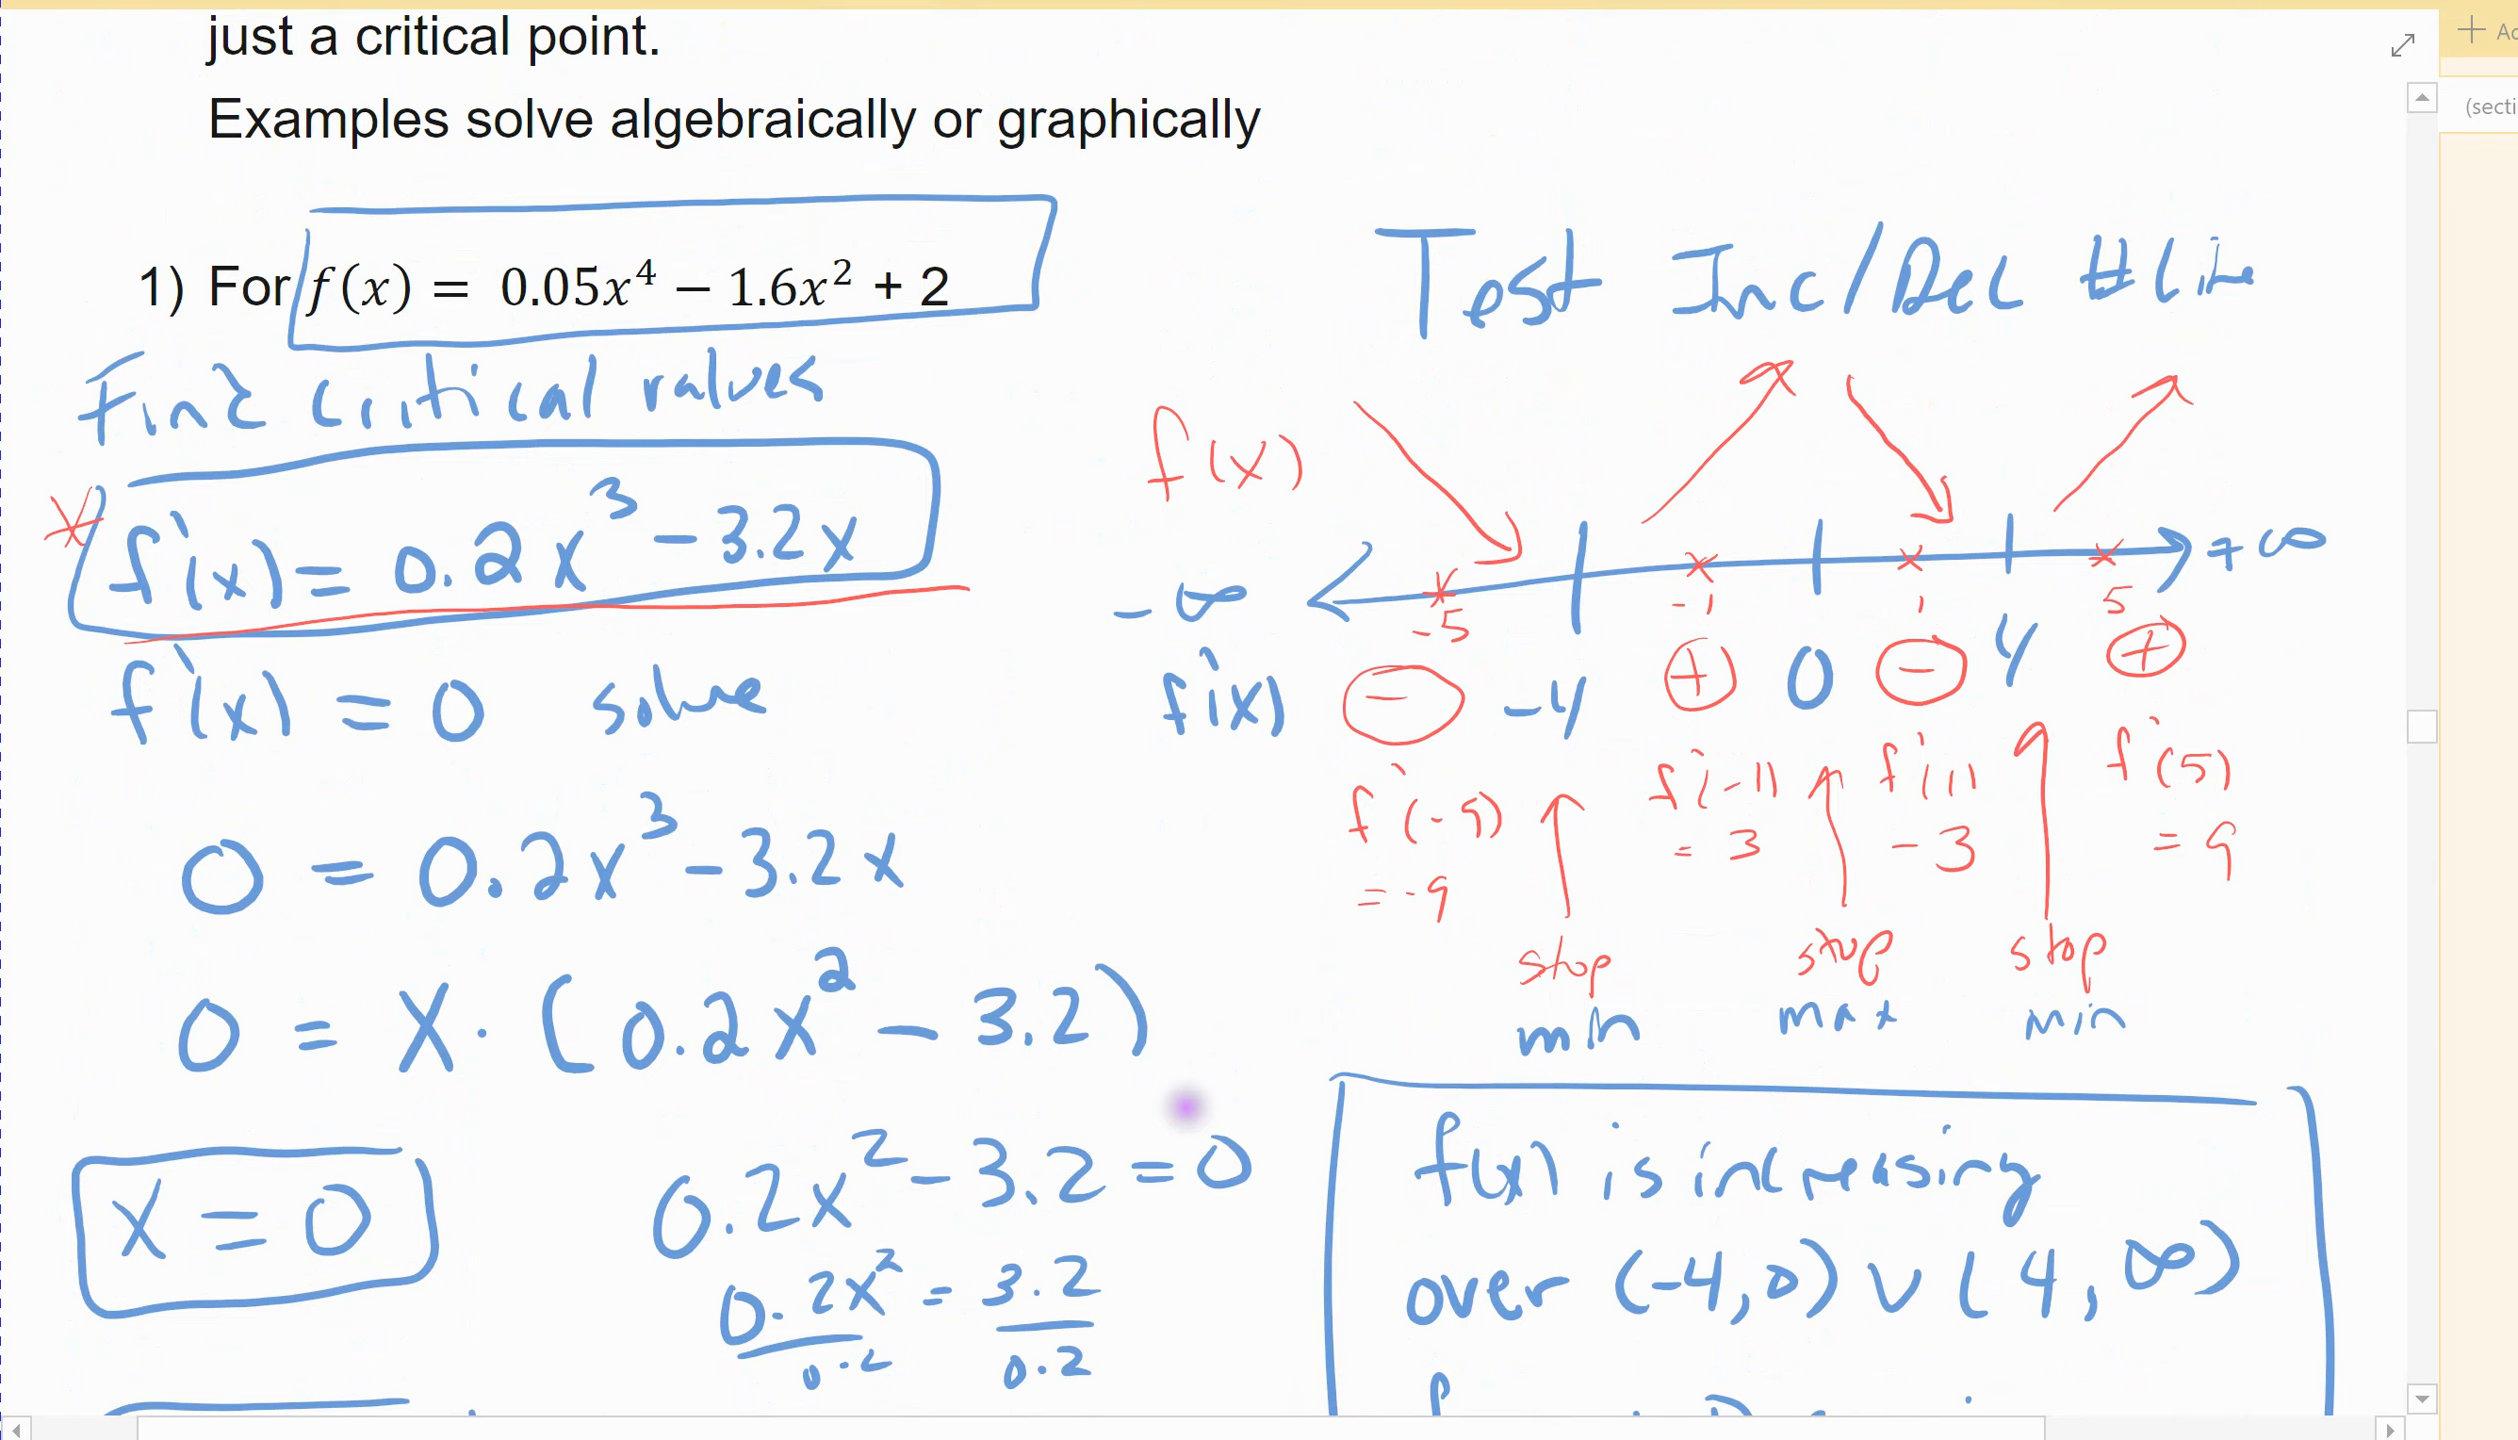 just a critical point.
Examples solve algebraically or graphically
1) For f(x) = 0.05x⁴ − 1.6x² + 2
Find critical values
f'(x) = 0.2x³ - 3.2x
f'(x) = 0 solve
0 = 0.2x³ - 3.2x
0 = x · (0.2x² - 3.2)
x = 0
0.2x² - 3.2 = 0
0.2x² = 3.2
0.2 0.2
Test Inc/Dec #line
f(x)
-∞ +∞
-5 -1 1 5
f'(x) - -4 + 0 - 4 +
f'(-5) f'(-1) f'(1) f'(5)
= -9 = 3 -3 = 9
stop stop stop
min max min
f(x) is increasing
over (-4,0) ∪ (4,∞)
+ Ad
(secti